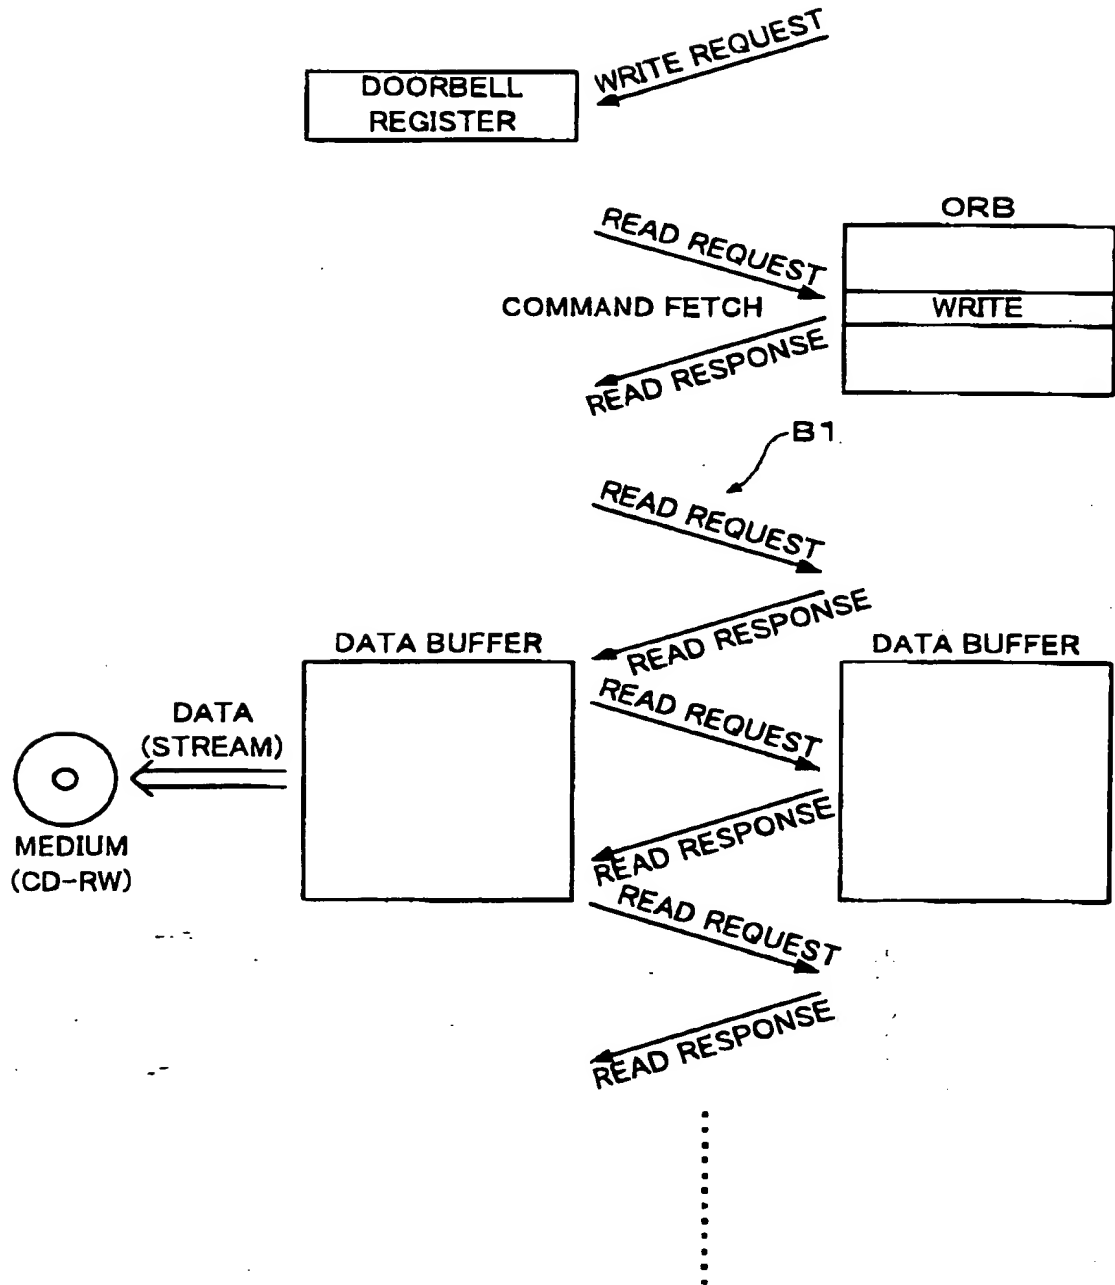 WRITE REQUEST
DOORBELL
REGISTER
ORB
READ REQUEST
COMMAND FETCH
WRITE
READ RESPONSE
B1
READ REQUEST
READ RESPONSE
DATA BUFFER
DATA BUFFER
READ REQUEST
DATA
(STREAM)
READ RESPONSE
MEDIUM
(CD-RW)
READ REQUEST
READ RESPONSE